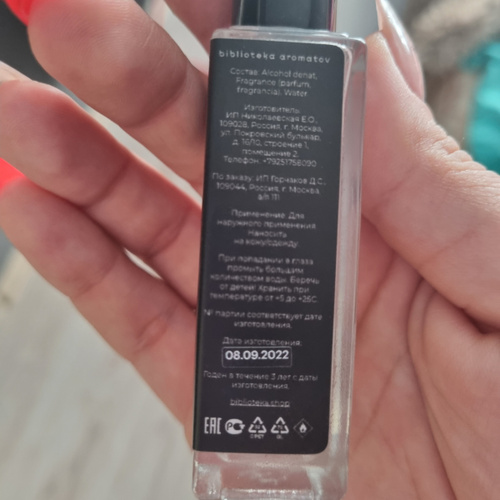 biblioteka aromatov
Состав: Alcohol denat,
Fragrance (parfum,
fragrancia), Water
Изготовитель:
ИП Николаевская Е.О.,
109028, Россия, г. Москва,
ул. Покровский бульвар,
д. 16/10, строение 1,
помещение 2.
Телефон: +79251756090
По заказу: ИП Горчаков Д.С.,
109044, Россия, г. Москва,
а/я 111
Применение: Для
наружного применения.
Наносить
на кожу/одежду.
При попадании в глаза
промыть большим
количеством воды. Беречь
от детей! Хранить при
температуре от +5 до +25С.
№ партии соответствует дате
изготовления.
Дата изготовления:
08.09.2022
Годен в течение 3 лет с даты
изготовления.
biblioteka.shop
EAC